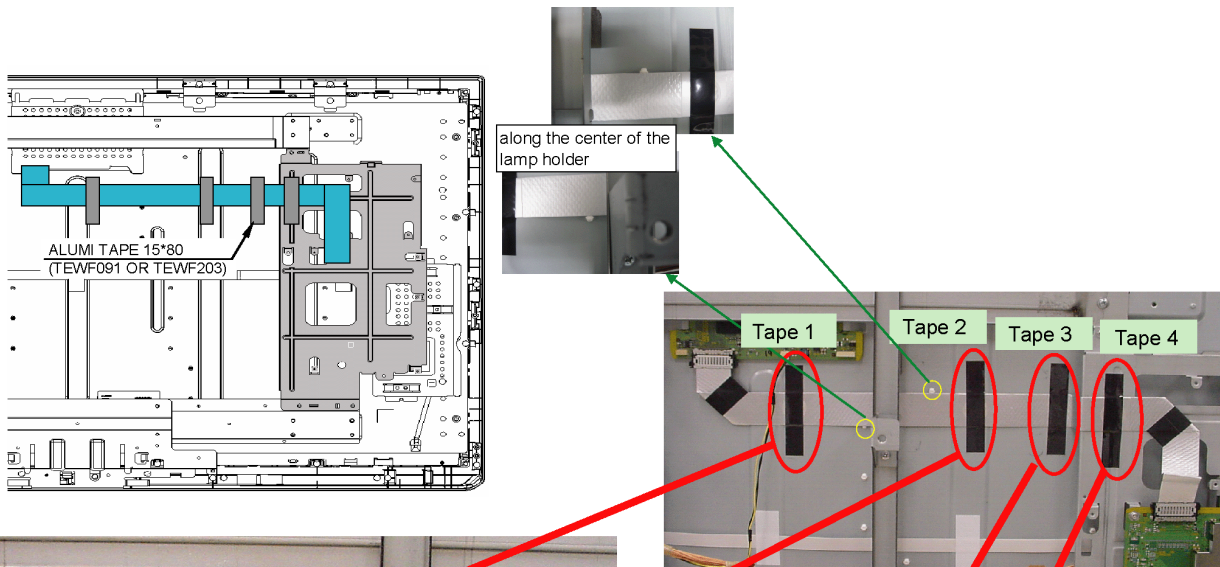 along the center of the
lamp holder
ALUMI TAPE 15*80
(TEWF091 OR TEWF203)
Tape 1
Tape 2
Tape 3
Tape 4